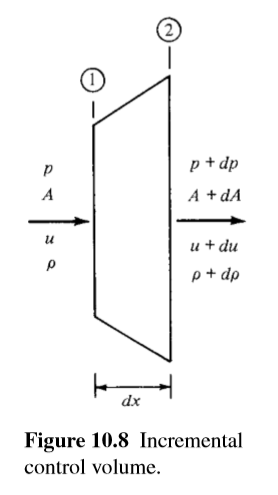 ②
①
p
A
u
ρ
p + dp
A + dA
u + du
ρ + dρ
dx
Figure 10.8 Incremental
control volume.